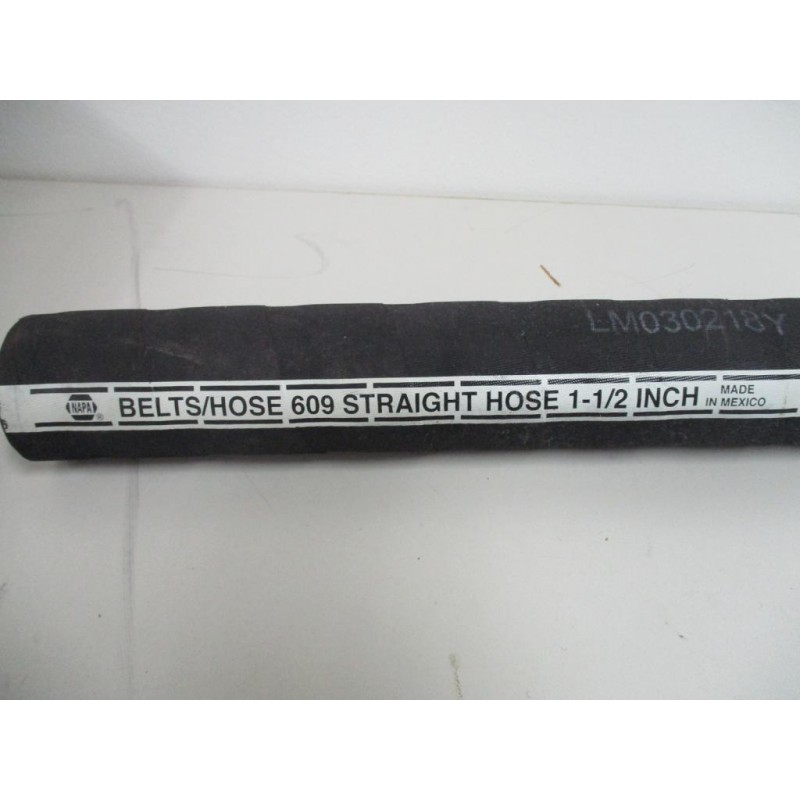 LM030218Y
NAPA ® BELTS/HOSE 609 STRAIGHT HOSE 1-1/2 INCH MADE IN MEXICO